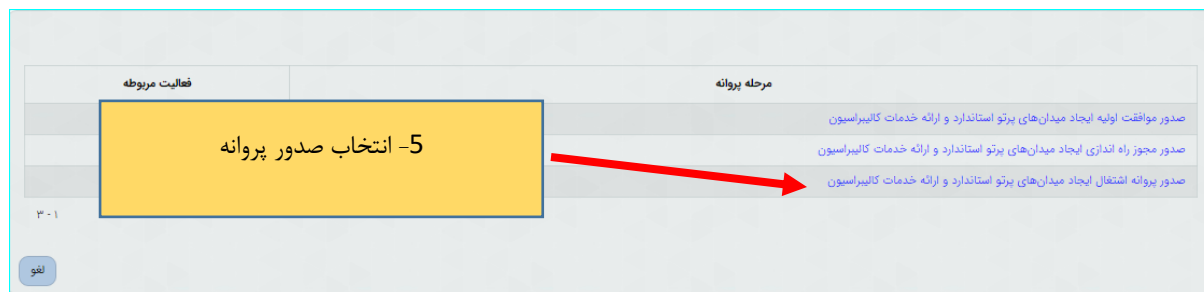 مرحله پروانه
فعالیت مربوطه
صدور موافقت اولیه ایجاد میدان‌های پرتو استاندارد و ارائه خدمات کالیبراسیون
صدور مجوز راه اندازی ایجاد میدان‌های پرتو استاندارد و ارائه خدمات کالیبراسیون
صدور پروانه اشتغال ایجاد میدان‌های پرتو استاندارد و ارائه خدمات کالیبراسیون
5- انتخاب صدور پروانه
۱ - ۳
لغو